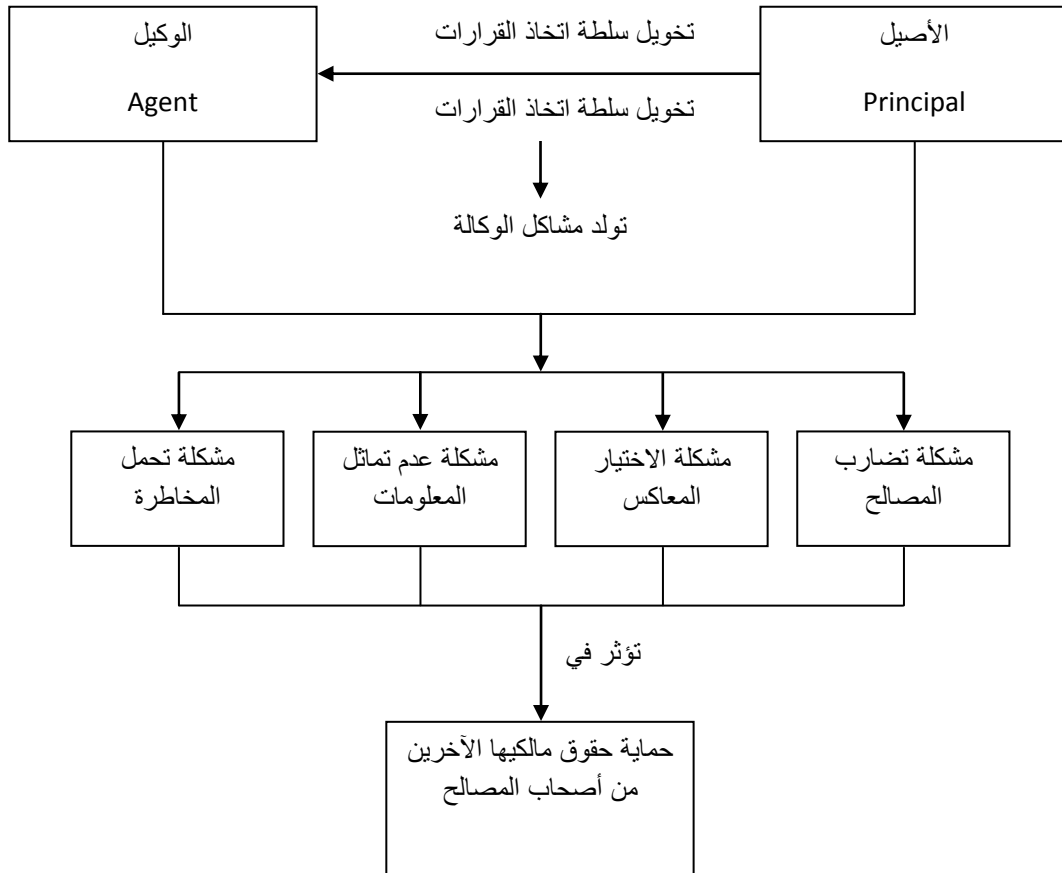 الأصيل
Principal
تخويل سلطة اتخاذ القرارات
تخويل سلطة اتخاذ القرارات
الوكيل
Agent
تولد مشاكل الوكالة
مشكلة تضارب
المصالح
مشكلة الاختيار
المعاكس
مشكلة عدم تماثل
المعلومات
مشكلة تحمل
المخاطرة
تؤثر في
حماية حقوق مالكيها الآخرين
من أصحاب المصالح